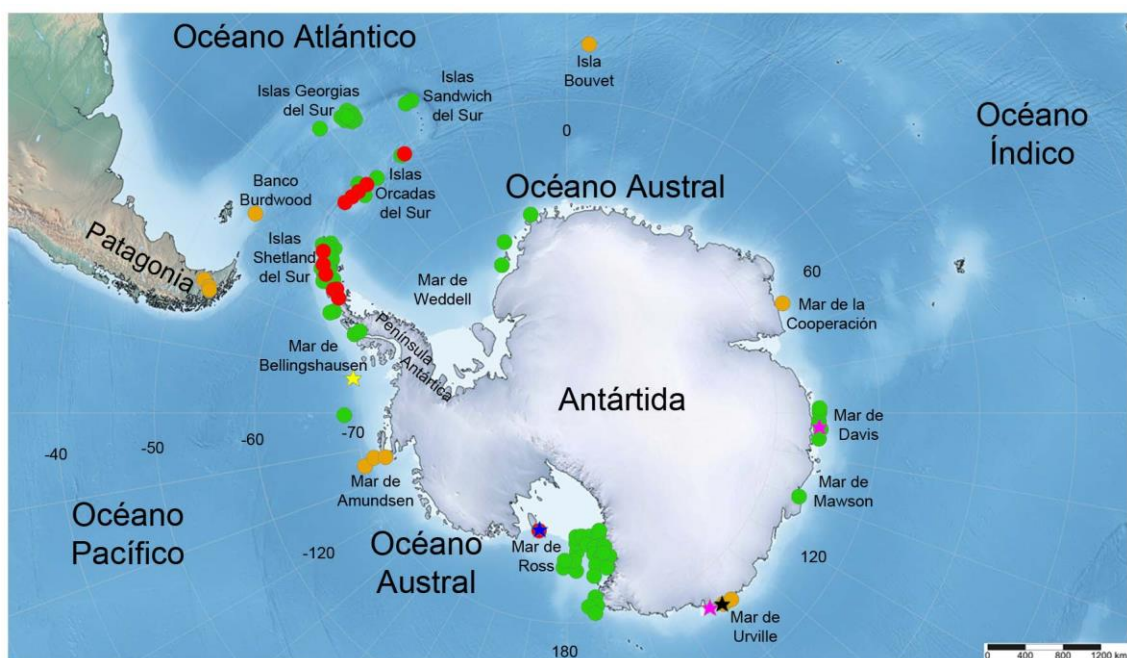 Océano Atlántico
Isla
Bouvet
Islas Georgias
del Sur
Islas
Sandwich
del Sur
Océano
Índico
0
Banco
Burdwood
Islas
Orcadas
del Sur
Océano Austral
Patagonia
Islas
Shetland
del Sur
Mar de
Weddell
60
Mar de la
Cooperación
Península
Antártica
Mar de
Bellingshausen
Antártida
Mar de
Davis
-40
-50
-60
-70
Mar de
Amundsen
Mar de
Mawson
Océano
Pacífico
-120
Océano
Austral
Mar de
Ross
120
Mar de
Urville
180
0 400 800 1200 km